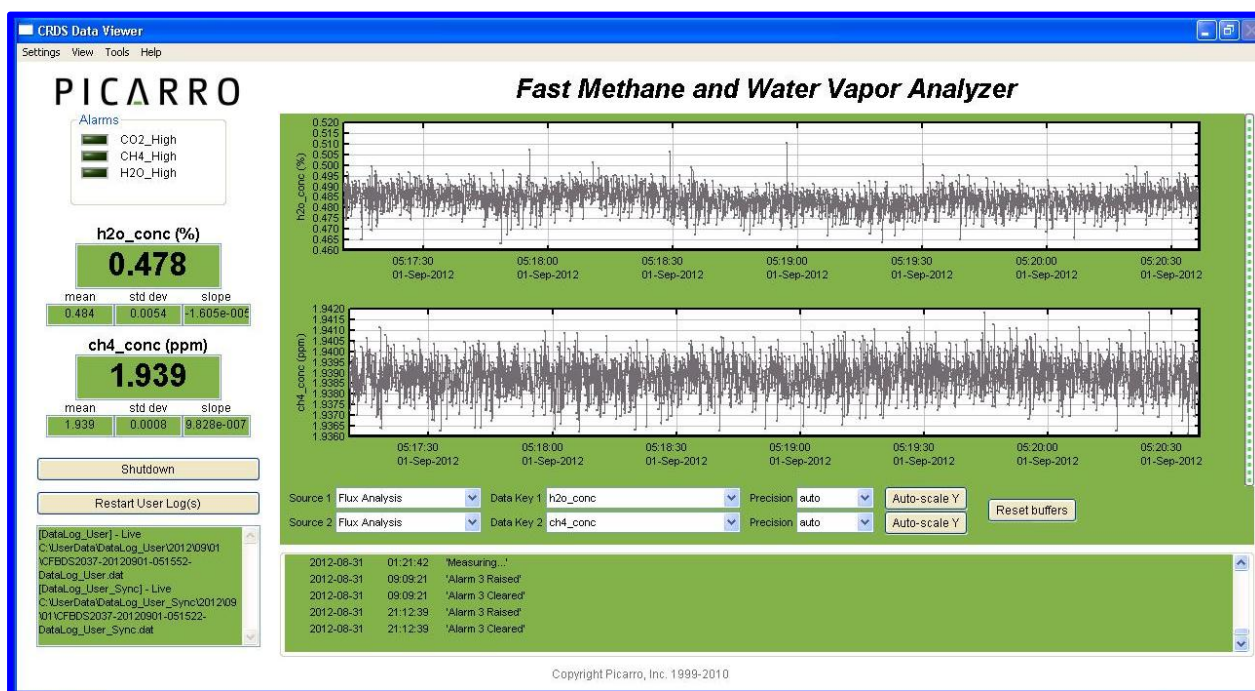 CRDS Data Viewer
Settings View Tools Help
PICARRO
Fast Methane and Water Vapor Analyzer
Alarms
CO2_High
CH4_High
H2O_High
h2o_conc (%)
0.478
mean std dev slope
0.484 0.0054 -1.605e-005
ch4_conc (ppm)
1.939
mean std dev slope
1.939 0.0008 9.828e-007
Shutdown
Restart User Log(s)
[DataLog_User] - Live
C:\UserData\DataLog_User\2012\09\01
\CFBDS2037-20120901-051552-
DataLog_User.dat
[DataLog_User_Sync] - Live
C:\UserData\DataLog_User_Sync\2012\09
\01\CFBDS2037-20120901-051522-
DataLog_User_Sync.dat
h2o_conc (%)
0.520
0.515
0.510
0.505
0.500
0.495
0.490
0.485
0.480
0.475
0.470
0.465
0.460
05:17:30 05:18:00 05:18:30 05:19:00 05:19:30 05:20:00 05:20:30
01-Sep-2012 01-Sep-2012 01-Sep-2012 01-Sep-2012 01-Sep-2012 01-Sep-2012 01-Sep-2012
ch4_conc (ppm)
1.9420
1.9415
1.9410
1.9405
1.9400
1.9395
1.9390
1.9385
1.9380
1.9375
1.9370
1.9365
1.9360
05:17:30 05:18:00 05:18:30 05:19:00 05:19:30 05:20:00 05:20:30
01-Sep-2012 01-Sep-2012 01-Sep-2012 01-Sep-2012 01-Sep-2012 01-Sep-2012 01-Sep-2012
Source 1 Flux Analysis Data Key 1 h2o_conc Precision auto Auto-scale Y
Source 2 Flux Analysis Data Key 2 ch4_conc Precision auto Auto-scale Y
Reset buffers
2012-08-31 01:21:42 'Measuring...'
2012-08-31 09:09:21 'Alarm 3 Raised'
2012-08-31 09:09:21 'Alarm 3 Cleared'
2012-08-31 21:12:39 'Alarm 3 Raised'
2012-08-31 21:12:39 'Alarm 3 Cleared'
Copyright Picarro, Inc. 1999-2010